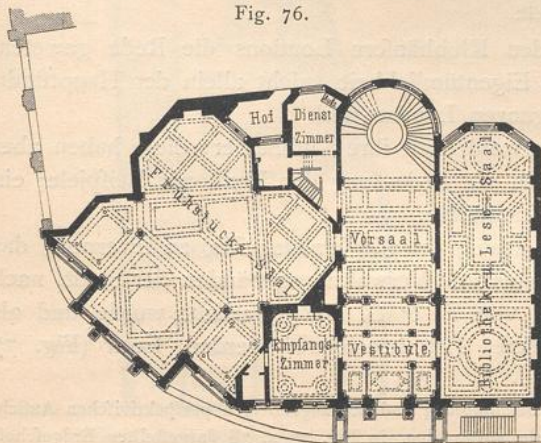 Fig. 76.
Hof
Dienst
Zimmer
Frühstücks Saal
Vorsaal
Bibliothek u. Lese Saal
Empfangs
Zimmer
Vestibule